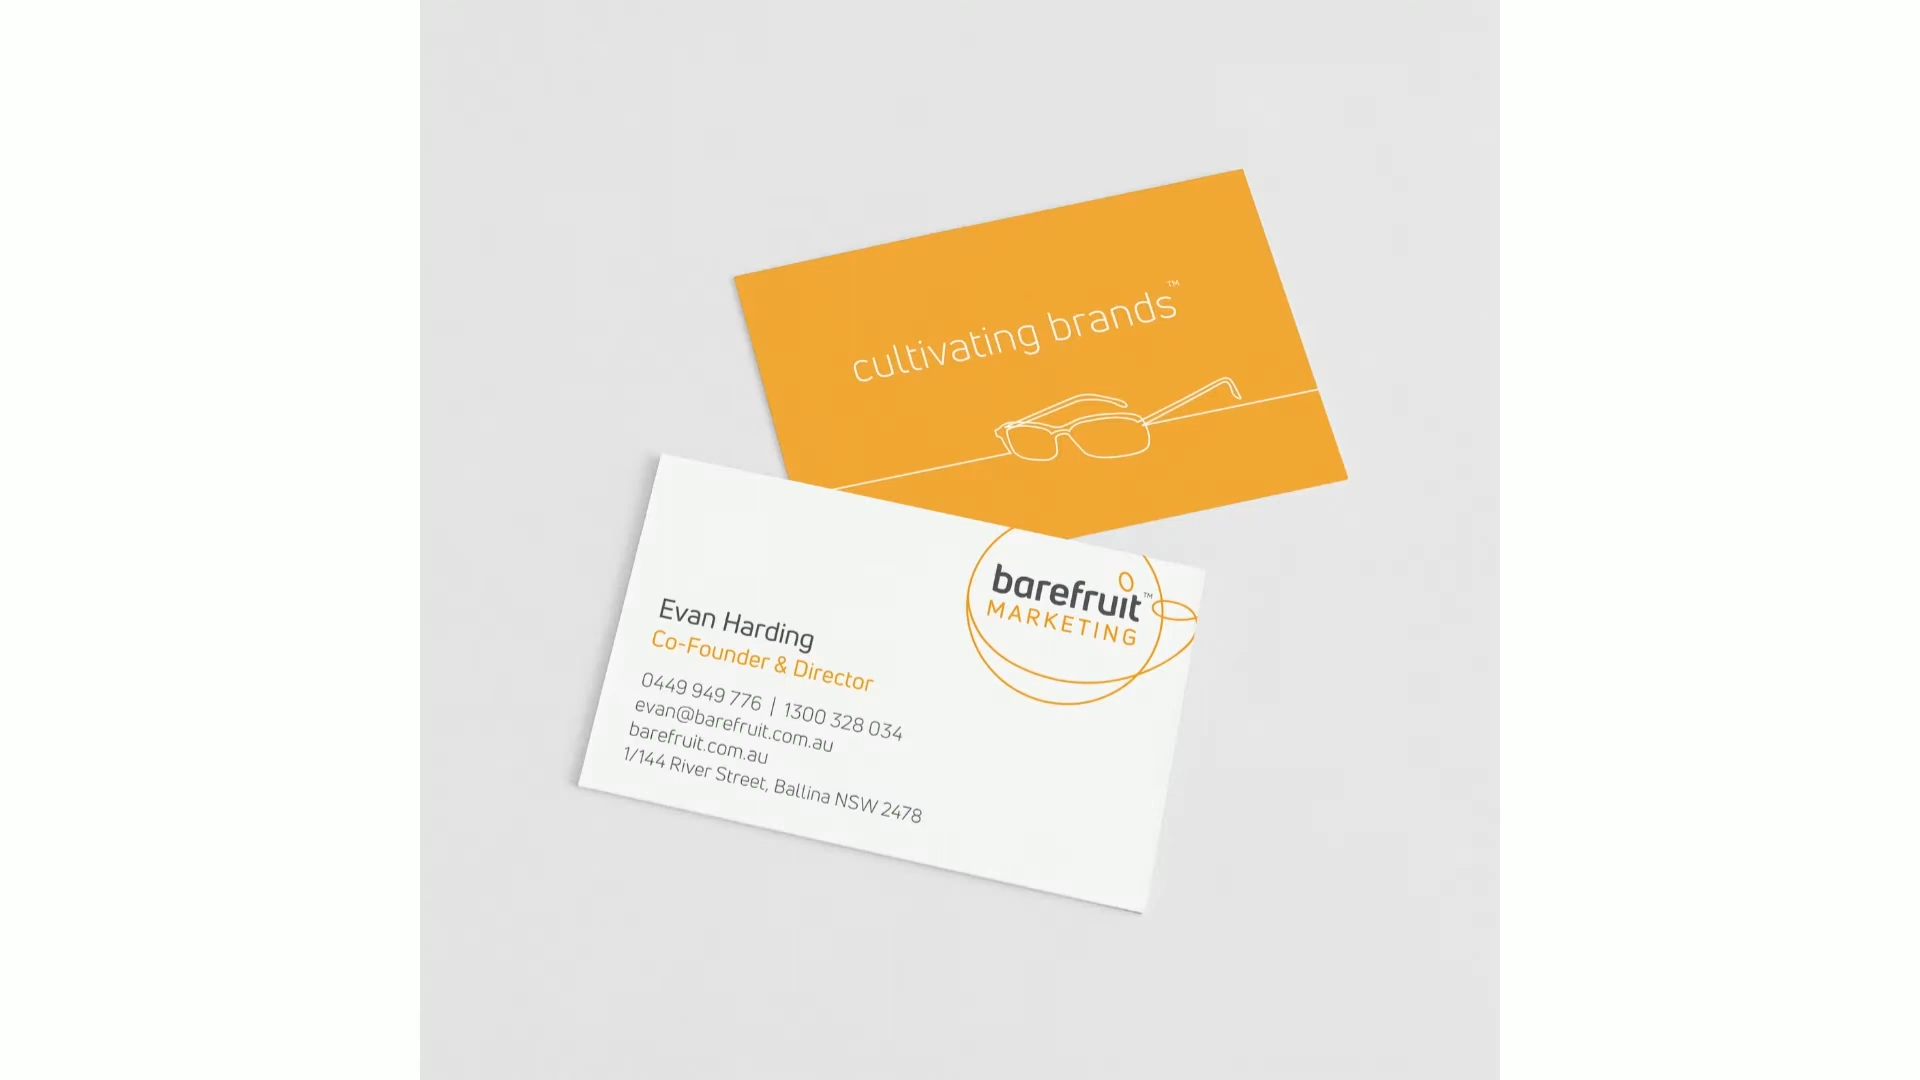 cultivating brands™
barefruit™
MARKETING
Evan Harding
Co-Founder & Director
0449 949 776 | 1300 328 034
evan@barefruit.com.au
barefruit.com.au
1/144 River Street, Ballina NSW 2478